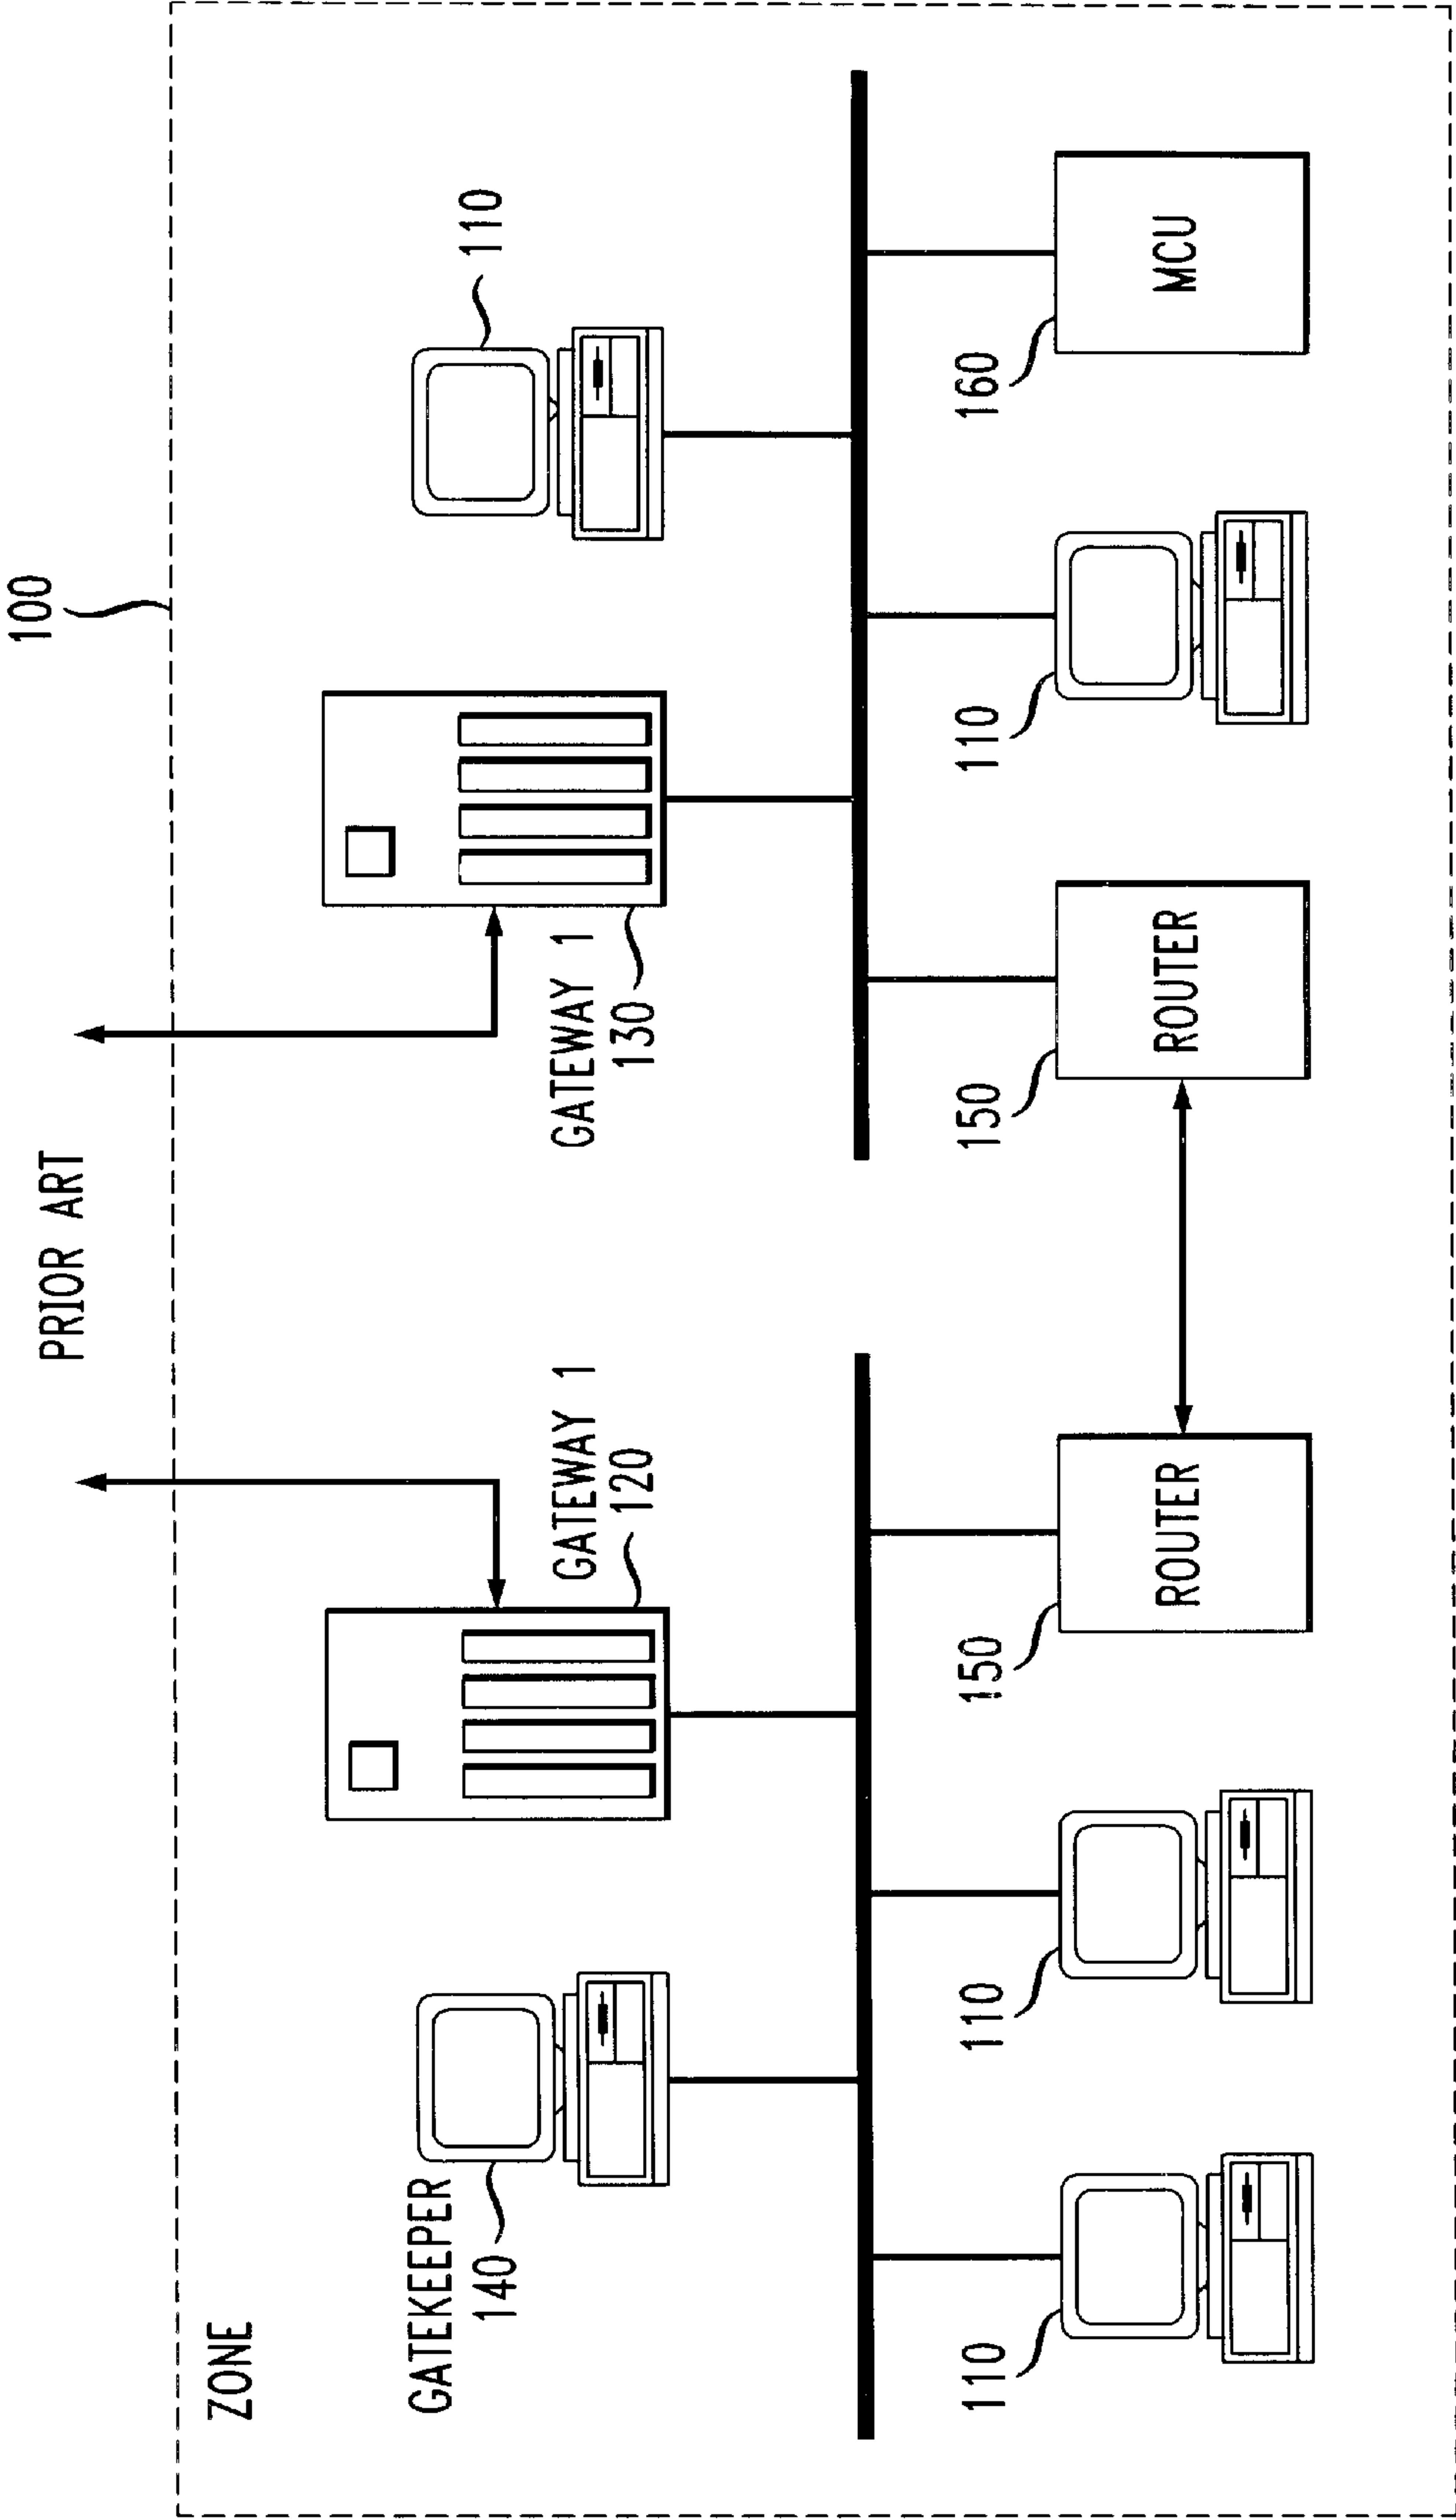 PRIOR ART
100
ZONE
GATEKEEPER
140
GATEWAY 1
120
GATEWAY 1
130
110
110
110
150
ROUTER
150
ROUTER
110
160
MCU